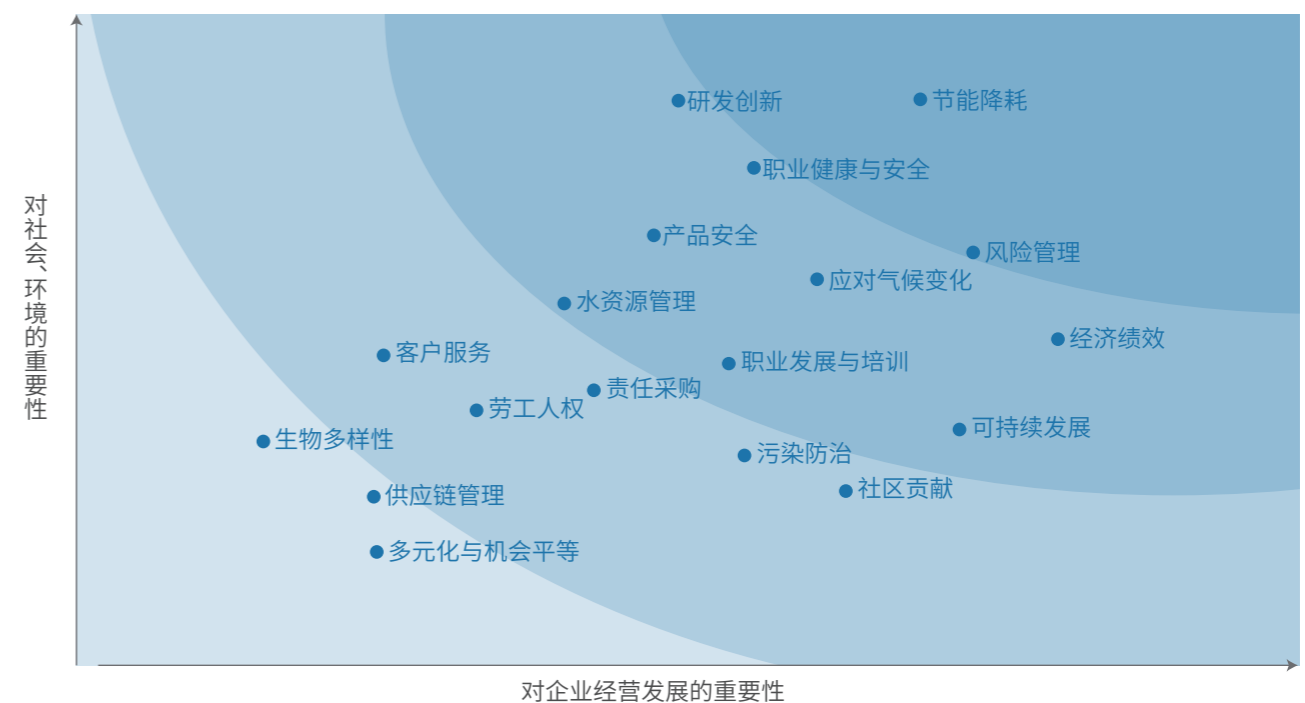 研发创新
节能降耗
职业健康与安全
产品安全
风险管理
应对气候变化
水资源管理
经济绩效
客户服务
职业发展与培训
责任采购
劳工人权
可持续发展
生物多样性
污染防治
社区贡献
供应链管理
多元化与机会平等
对社会、环境的重要性
对企业经营发展的重要性